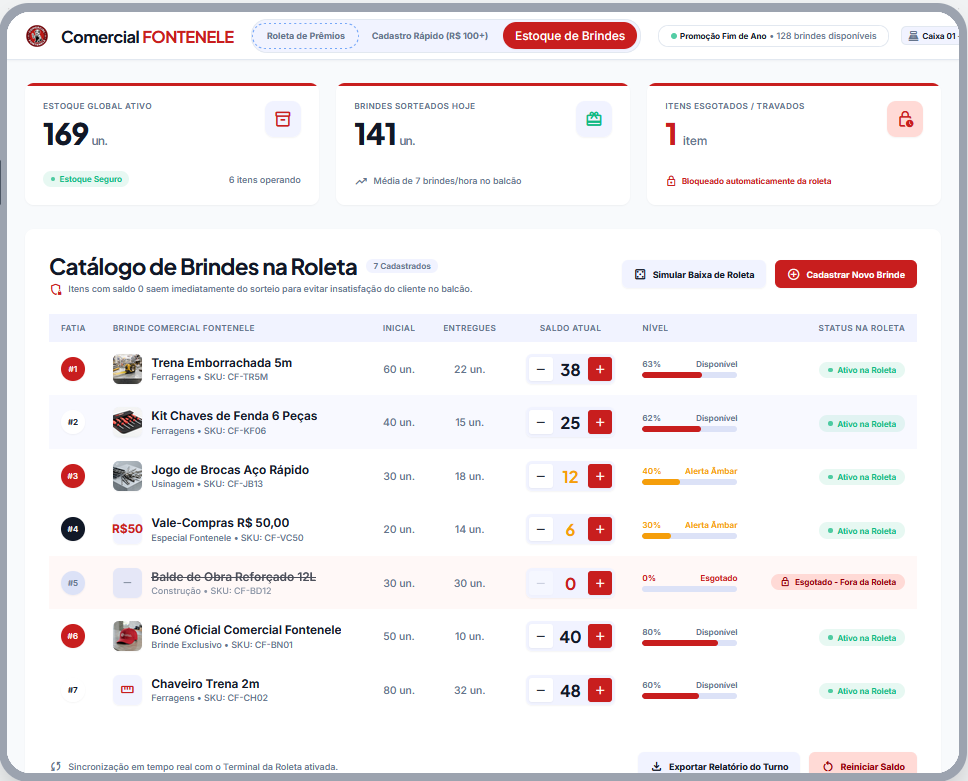 Comercial FONTENELE
Roleta de Prêmios
Cadastro Rápido (R$ 100+)
Estoque de Brindes
Promoção Fim de Ano • 128 brindes disponíveis
Caixa 01
ESTOQUE GLOBAL ATIVO
169 un.
Estoque Seguro
6 itens operando
BRINDES SORTEADOS HOJE
141 un.
Média de 7 brindes/hora no balcão
ITENS ESGOTADOS / TRAVADOS
1 item
Bloqueado automaticamente da roleta
Catálogo de Brindes na Roleta
7 Cadastrados
Itens com saldo 0 saem imediatamente do sorteio para evitar insatisfação do cliente no balcão.
Simular Baixa de Roleta
Cadastrar Novo Brinde
FATIA BRINDE COMERCIAL FONTENELE INICIAL ENTREGUES SALDO ATUAL NÍVEL STATUS NA ROLETA
#1
Trena Emborrachada 5m
Ferragens • SKU: CF-TR5M
60 un.
22 un.
− 38 +
63% Disponível
Ativo na Roleta
#2
Kit Chaves de Fenda 6 Peças
Ferragens • SKU: CF-KF06
40 un.
15 un.
− 25 +
62% Disponível
Ativo na Roleta
#3
Jogo de Brocas Aço Rápido
Usinagem • SKU: CF-JB13
30 un.
18 un.
− 12 +
40% Alerta Âmbar
Ativo na Roleta
#4
R$50
Vale-Compras R$ 50,00
Especial Fontenele • SKU: CF-VC50
20 un.
14 un.
− 6 +
30% Alerta Âmbar
Ativo na Roleta
#5
—
Balde de Obra Reforçado 12L
Construção • SKU: CF-BD12
30 un.
30 un.
− 0 +
0% Esgotado
Esgotado - Fora da Roleta
#6
Boné Oficial Comercial Fontenele
Brinde Exclusivo • SKU: CF-BN01
50 un.
10 un.
− 40 +
80% Disponível
Ativo na Roleta
#7
Chaveiro Trena 2m
Ferragens • SKU: CF-CH02
80 un.
32 un.
− 48 +
60% Disponível
Ativo na Roleta
Sincronização em tempo real com o Terminal da Roleta ativada.
Exportar Relatório do Turno
Reiniciar Saldo